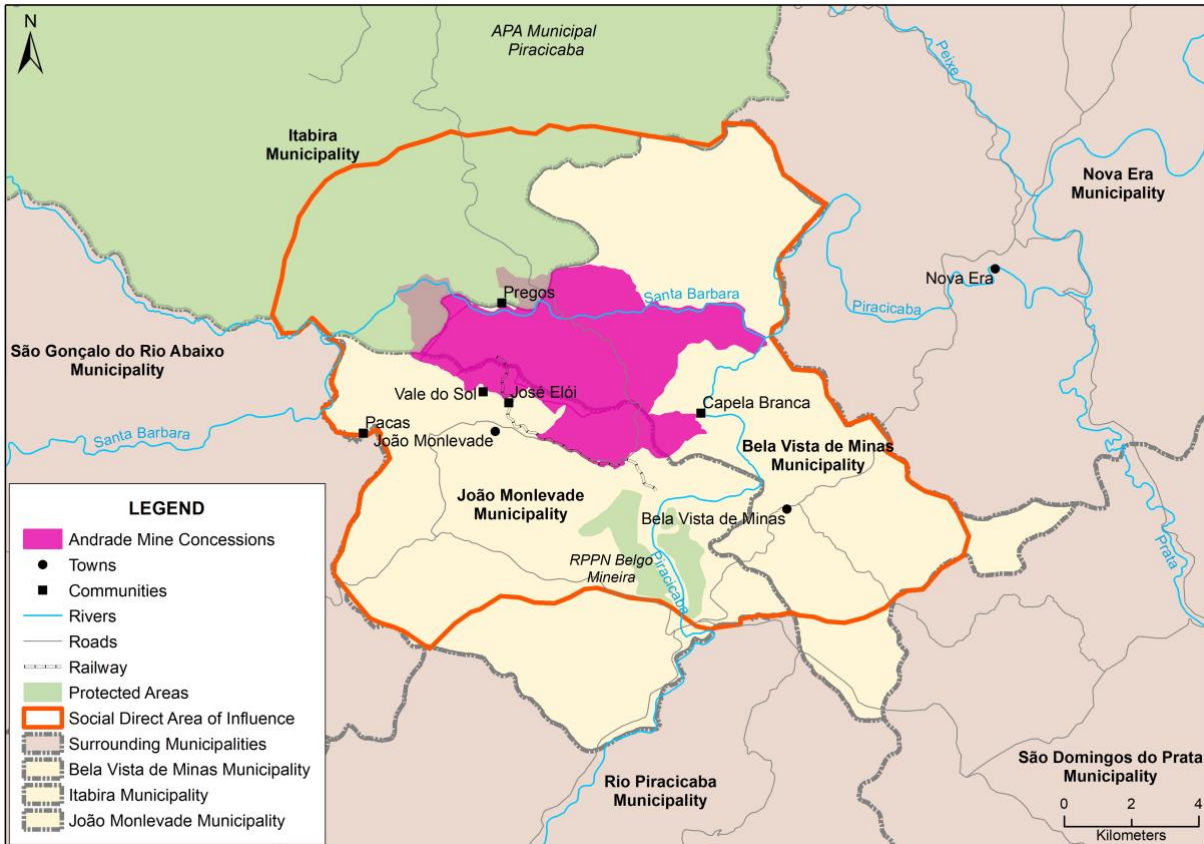 N
APA Municipal
Piracicaba
Peixe
Itabira
Municipality
Nova Era
Municipality
Nova Era
Pregos
Santa Barbara
Piracicaba
São Gonçalo do Rio Abaixo
Municipality
Vale do Sol
José Elói
Capela Branca
Santa Barbara
Pacas
João Monlevade
Bela Vista de Minas
Municipality
João Monlevade
Municipality
Bela Vista de Minas
RPPN Belgo
Mineira
Piracicaba
Prata
Rio Piracicaba
Municipality
São Domingos do Prata
Municipality
LEGEND
Andrade Mine Concessions
Towns
Communities
Rivers
Roads
Railway
Protected Areas
Social Direct Area of Influence
Surrounding Municipalities
Bela Vista de Minas Municipality
Itabira Municipality
João Monlevade Municipality
0 2 4
Kilometers